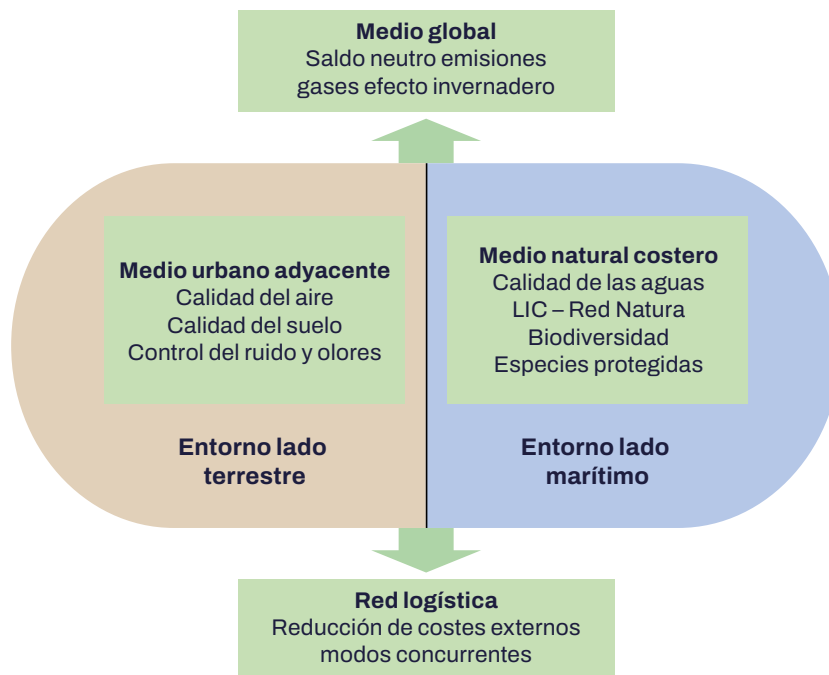 Medio global
Saldo neutro emisiones
gases efecto invernadero
Medio urbano adyacente
Calidad del aire
Calidad del suelo
Control del ruido y olores
Medio natural costero
Calidad de las aguas
LIC – Red Natura
Biodiversidad
Especies protegidas
Entorno lado
terrestre
Entorno lado
marítimo
Red logística
Reducción de costes externos
modos concurrentes